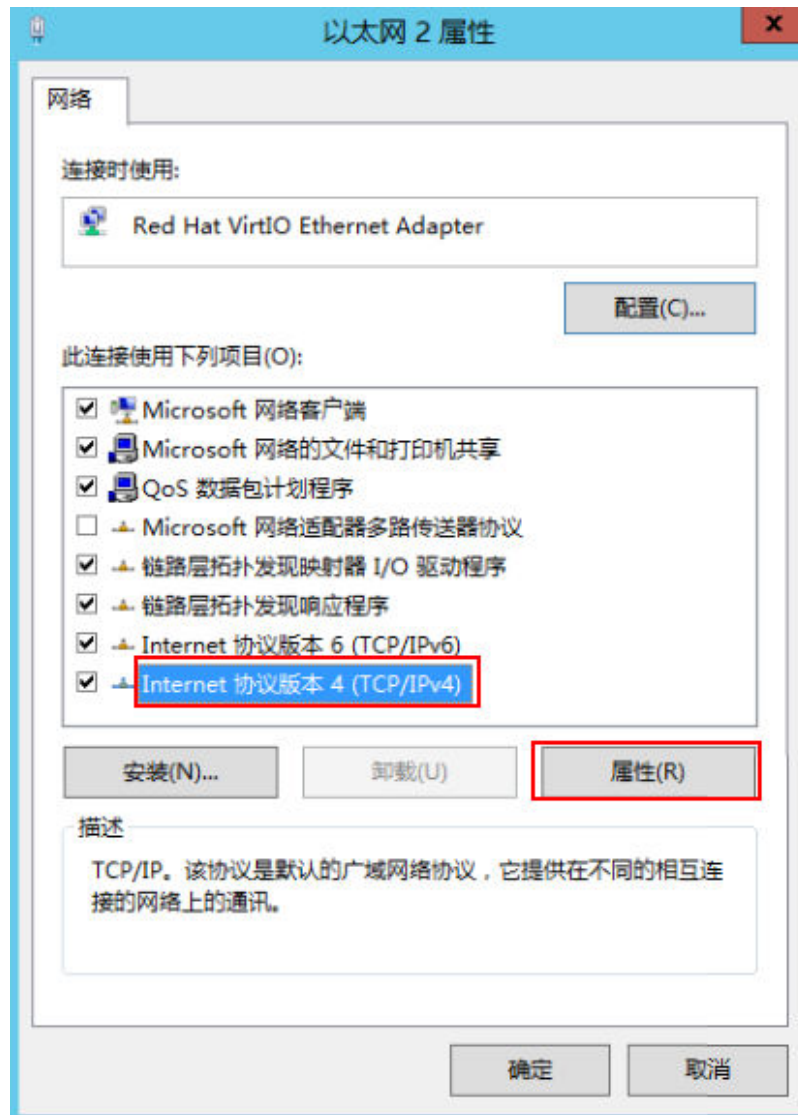 以太网 2 属性
x
网络
连接时使用:
Red Hat VirtIO Ethernet Adapter
配置(C)...
此连接使用下列项目(O):
Microsoft 网络客户端
Microsoft 网络的文件和打印机共享
QoS 数据包计划程序
Microsoft 网络适配器多路传送器协议
链路层拓扑发现映射器 I/O 驱动程序
链路层拓扑发现响应程序
Internet 协议版本 6 (TCP/IPv6)
Internet 协议版本 4 (TCP/IPv4)
安装(N)... 卸载(U) 属性(R)
描述
TCP/IP。该协议是默认的广域网络协议，它提供在不同的相互连
接的网络上的通讯。
确定 取消